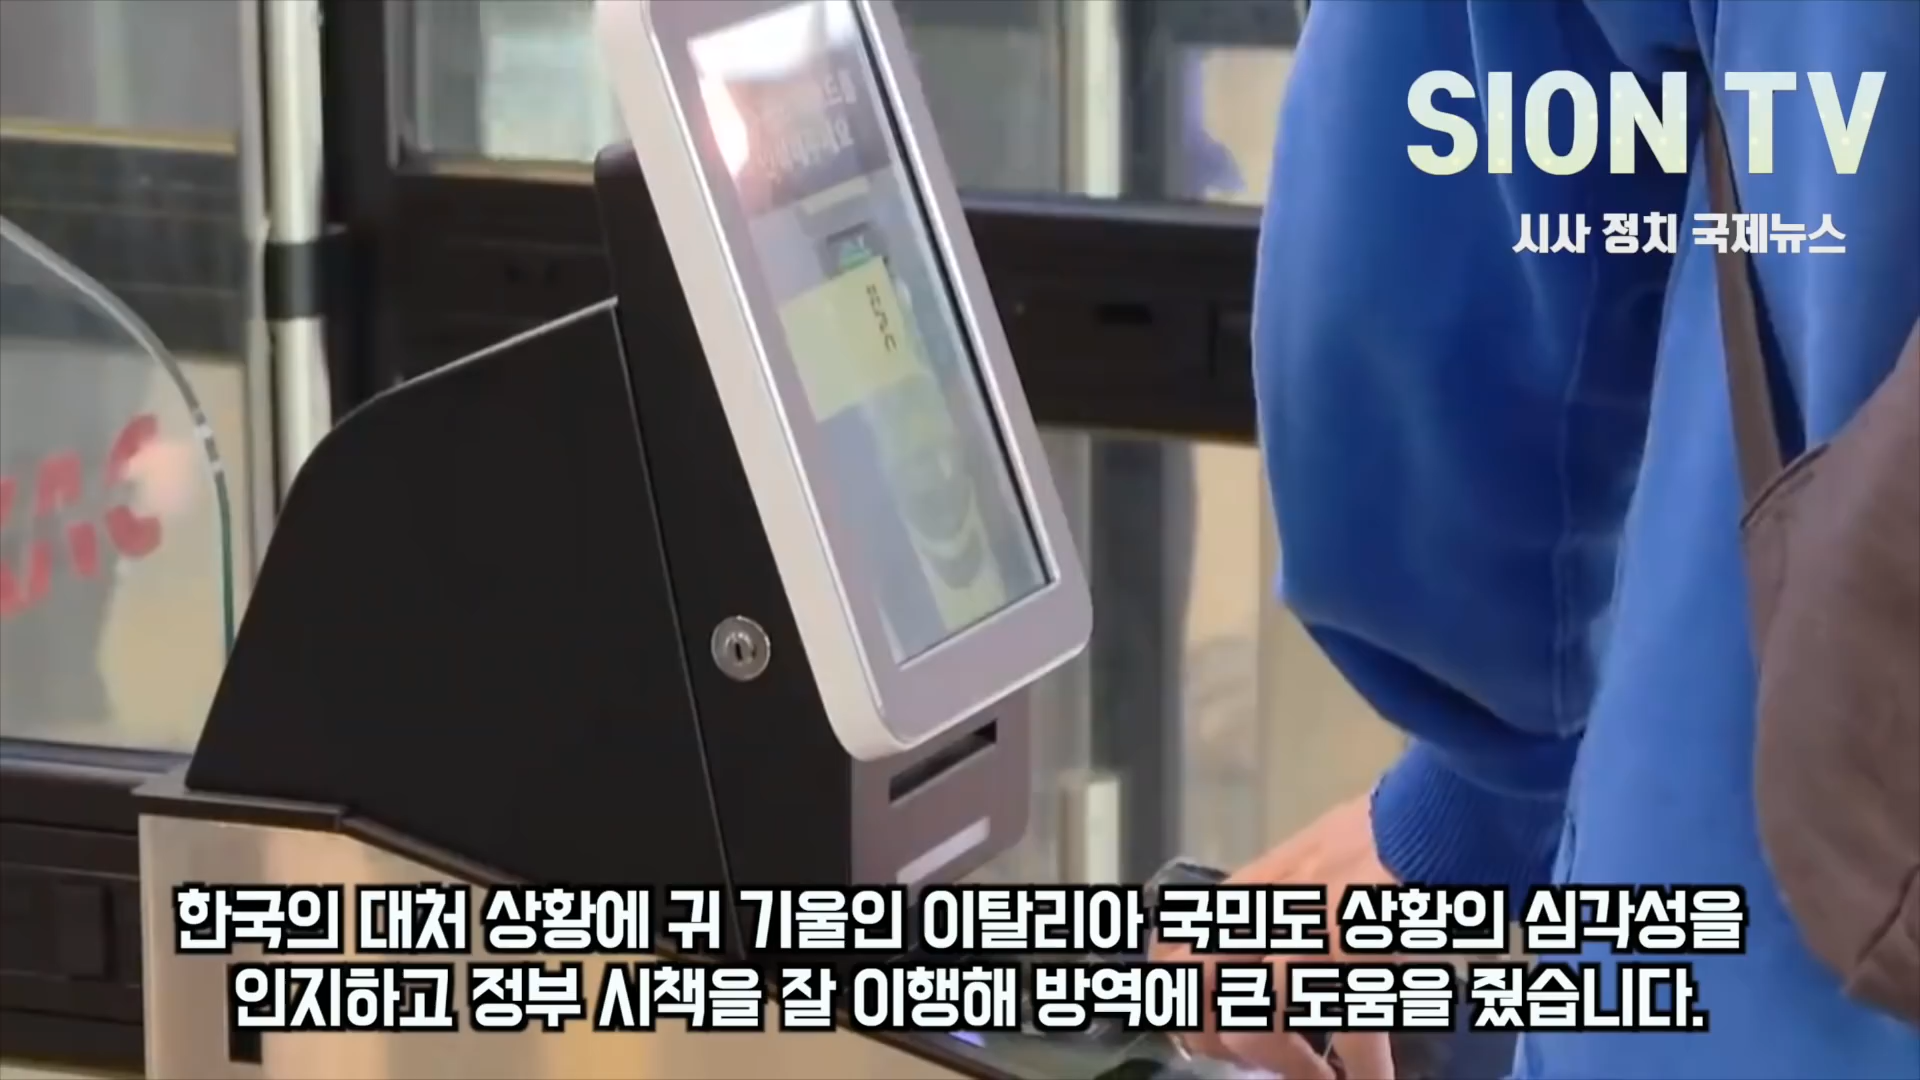 SION TV
시사 정치 국제뉴스
한국의 대처 상황에 귀 기울인 이탈리아 국민도 상황의 심각성을
인지하고 정부 시책을 잘 이행해 방역에 큰 도움을 줬습니다.